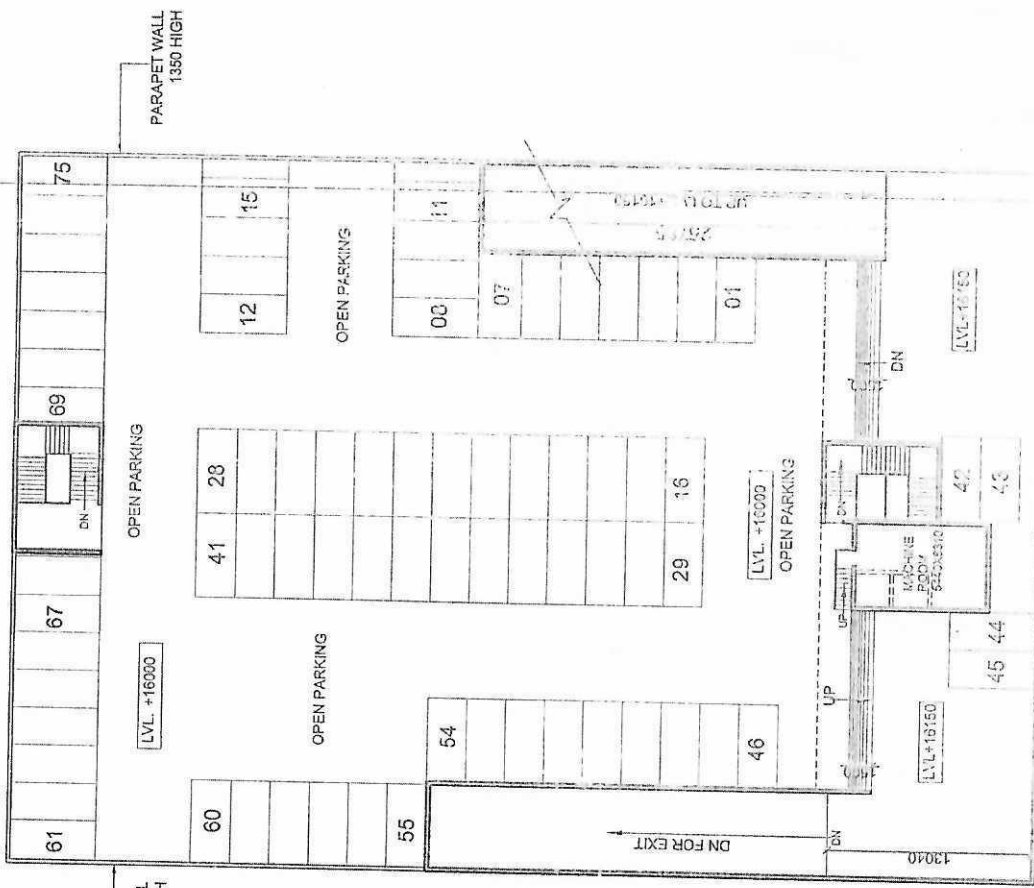 PARAPET WALL
1350 HIGH
75
69
67
61
DN
OPEN PARKING
15
12
OPEN PARKING
11
08
07
01
28
41
16
29
LVL. +16000
OPEN PARKING
LVL. +16000
OPEN PARKING
60
55
54
46
DN FOR EXIT
DN
13040
UP
LVL+16150
DN
UP
MACHINE
ROOM
42
43
44
45
DN
LVL+16150